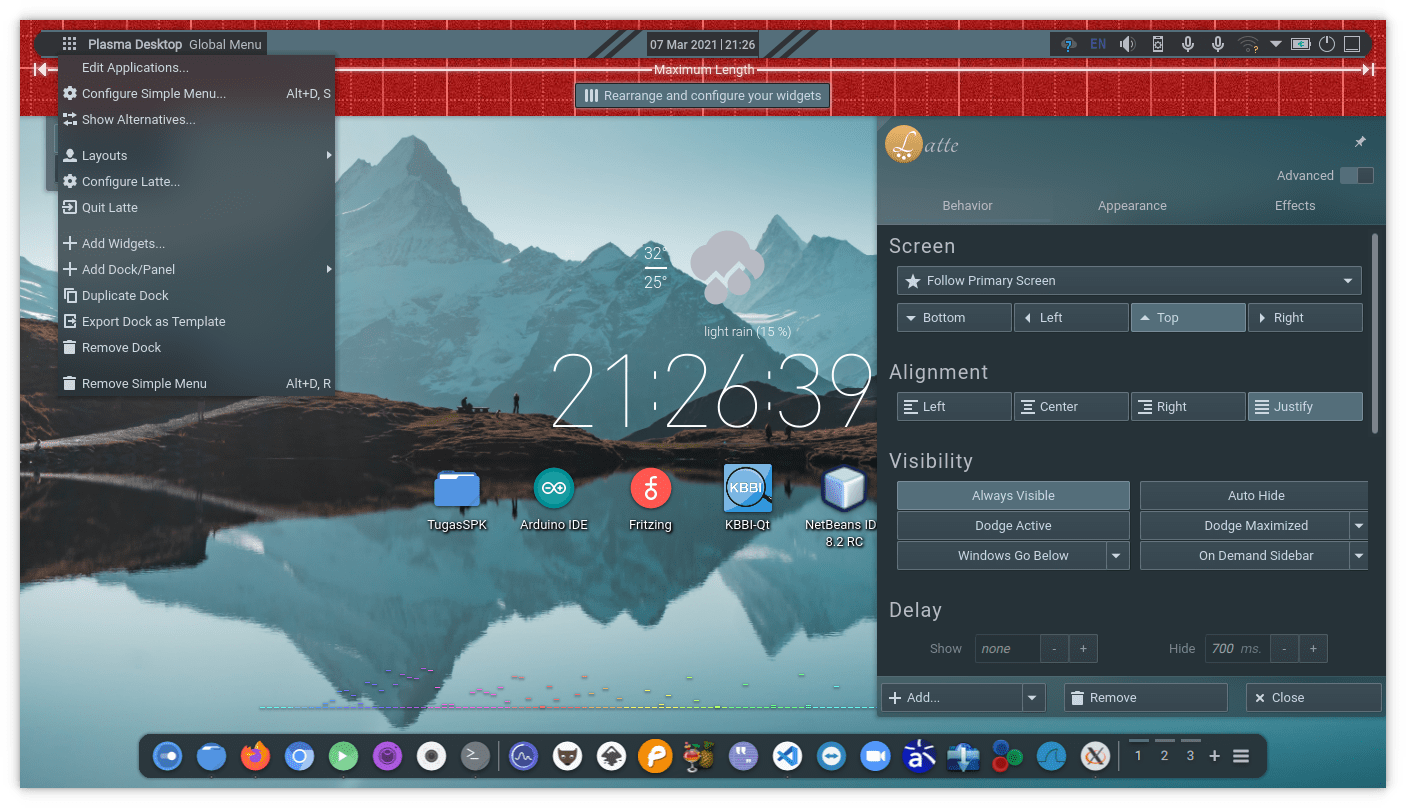 Plasma Desktop Global Menu
07 Mar 2021 | 21:26
? EN ?
Maximum Length
Rearrange and configure your widgets
Edit Applications...
Configure Simple Menu... Alt+D, S
Show Alternatives...
Layouts
Configure Latte...
Quit Latte
Add Widgets...
Add Dock/Panel
Duplicate Dock
Export Dock as Template
Remove Dock
Remove Simple Menu Alt+D, R
32°
25°
light rain (15 %)
21:26:39
TugasSPK
Arduino IDE
Fritzing
KBBI
KBBI-Qt
NetBeans ID
8.2 RC
Latte
Advanced
Behavior Appearance Effects
Screen
Follow Primary Screen
Bottom Left Top Right
Alignment
Left Center Right Justify
Visibility
Always Visible Auto Hide
Dodge Active Dodge Maximized
Windows Go Below On Demand Sidebar
Delay
Show none - + Hide 700 ms. - +
Add... Remove Close
1 2 3 +